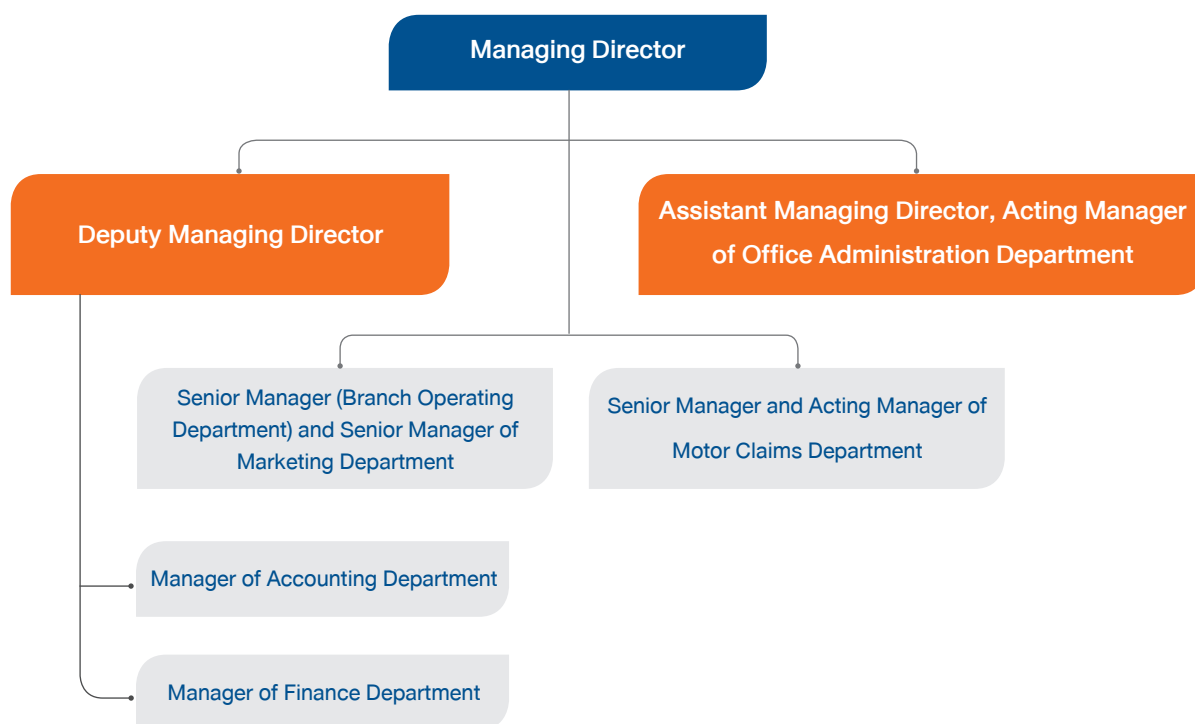 Managing Director
Deputy Managing Director
Assistant Managing Director, Acting Manager
of Office Administration Department
Senior Manager (Branch Operating
Department) and Senior Manager of
Marketing Department
Senior Manager and Acting Manager of
Motor Claims Department
Manager of Accounting Department
Manager of Finance Department